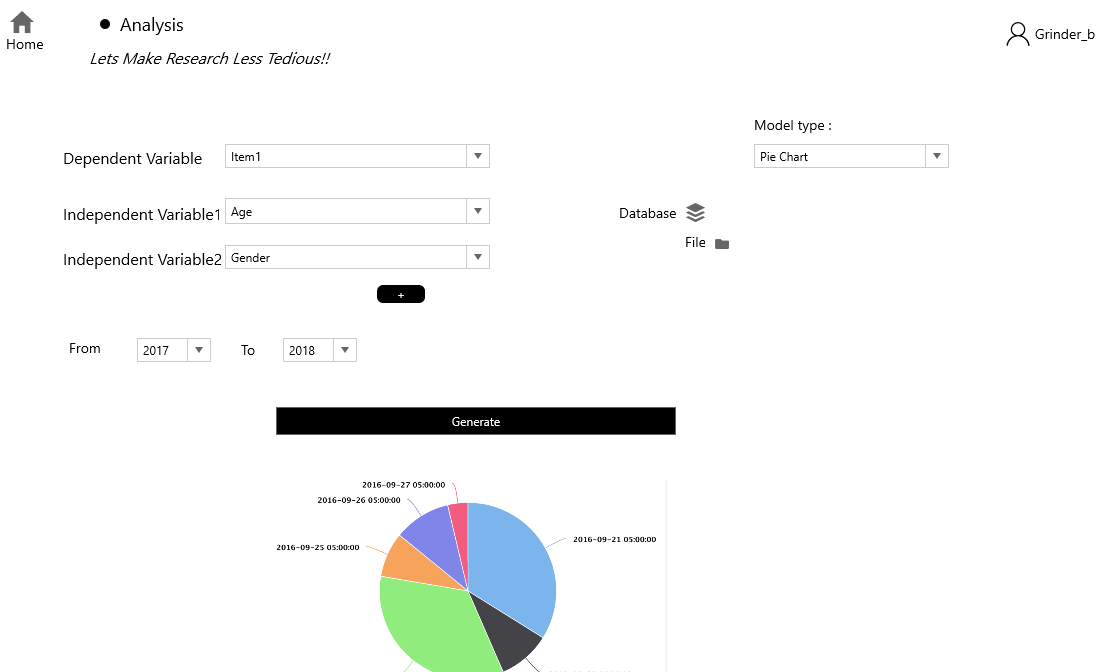 Home
Analysis
Lets Make Research Less Tedious!!
Grinder_b
Model type :
Dependent Variable
Item1
Pie Chart
Independent Variable1
Age
Database
File
Independent Variable2
Gender
+
From
2017
To
2018
Generate
2016-09-27 05:00:00
2016-09-26 05:00:00
2016-09-21 05:00:00
2016-09-25 05:00:00